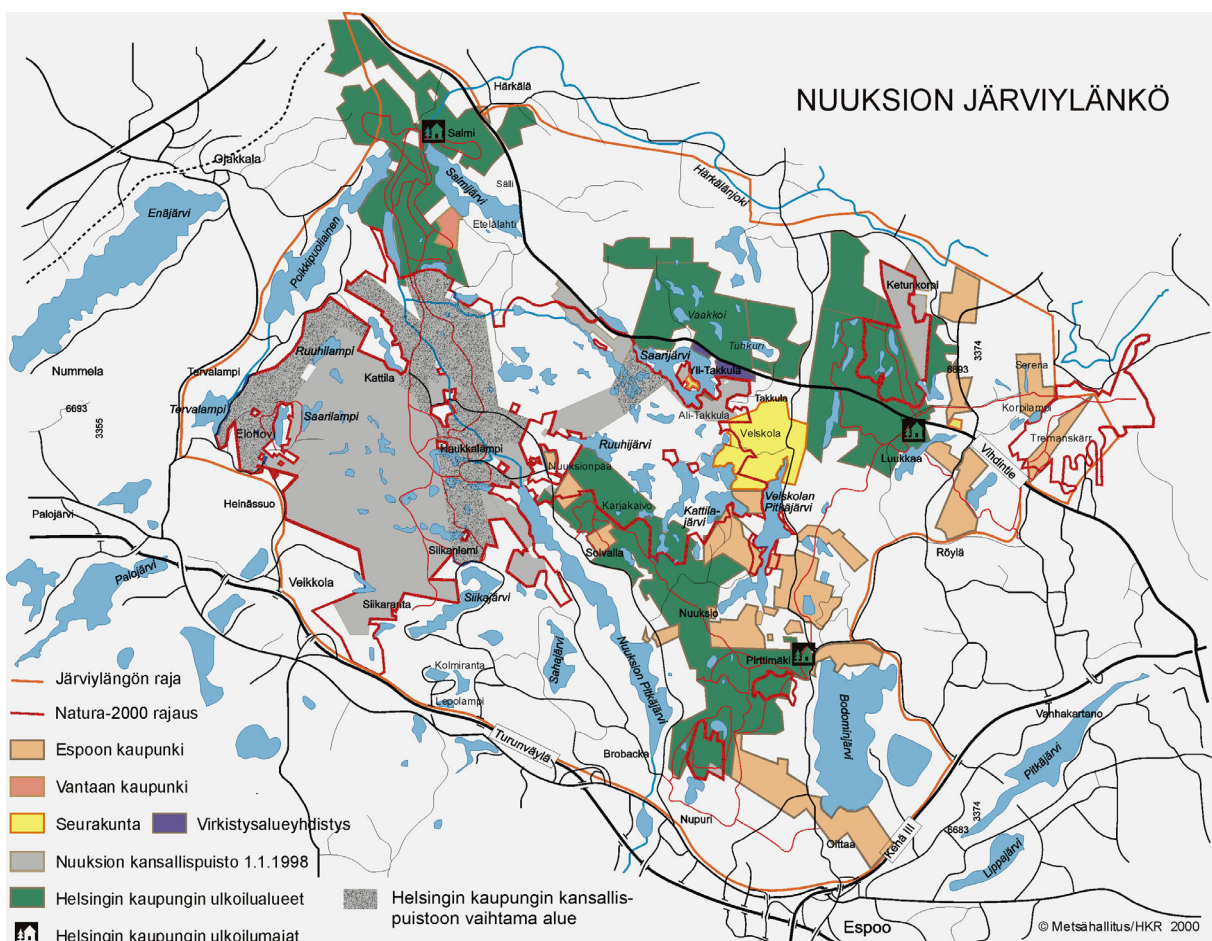 NUUKSION JÄRVIYLÄNKÖ
Härkälä
Salmi
Ojakkala
Sälli
Salmijärvi
Enäjärvi
Härkälänjoki
Etelälahti
Poikkipuoliainen
Ketunkorpi
Vaakkoi
Tuhkuri
Ruuhilampi
Saarijärvi
Yli-Takkula
3374
6693
Serena
Nummela
Tervalampi
Kattila
Takkula
Korpilampi
Tervalampi
Saarilampi
Ali-Takkula
6693
3355
Elohovi
Velskola
Tremanskärr
Haukkalampi
Ruuhijärvi
Luukkaa
Vihdintie
Nuuksionpää
Heinässuo
Karjakaivo
Kattila-
järvi
Velskolan
Pitkäjärvi
Palojärvi
Siikaniemi
Solvalla
Röylä
Palojärvi
Veikkola
Siikajärvi
Siikaranta
Nuuksio
Sahajärvi
Nuuksion Pitkäjärvi
Pirttimäki
Kolmiranta
Lepolampi
Bodominjärvi
Vanhakartano
Turunväylä
Brobacka
Pitkäjärvi
Nupuri
3374
6683
Oittaa
Kehä III
Lippajärvi
Espoo
Järviylängön raja
Natura-2000 rajaus
Espoon kaupunki
Vantaan kaupunki
Seurakunta
Virkistysalueyhdistys
Nuuksion kansallispuisto 1.1.1998
Helsingin kaupungin ulkoilualueet
Helsingin kaupungin kansallis-
puistoon vaihtama alue
Helsingin kaupungin ulkoilumajat
© Metsähallitus/HKR 2000